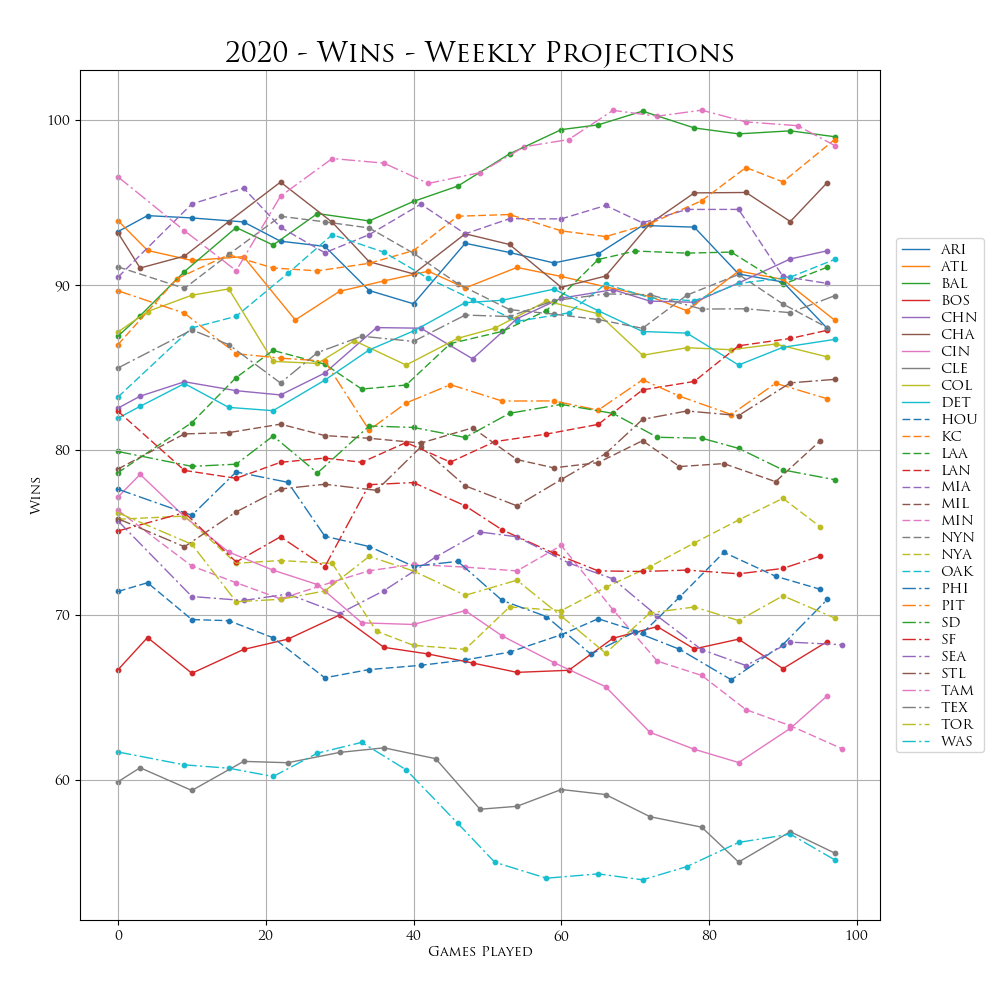 2020 - Wins - Weekly Projections
100
90
80
70
60
Wins
0 20 40 60 80 100
Games Played
ARI
ATL
BAL
BOS
CHN
CHA
CIN
CLE
COL
DET
HOU
KC
LAA
LAN
MIA
MIL
MIN
NYN
NYA
OAK
PHI
PIT
SD
SF
SEA
STL
TAM
TEX
TOR
WAS